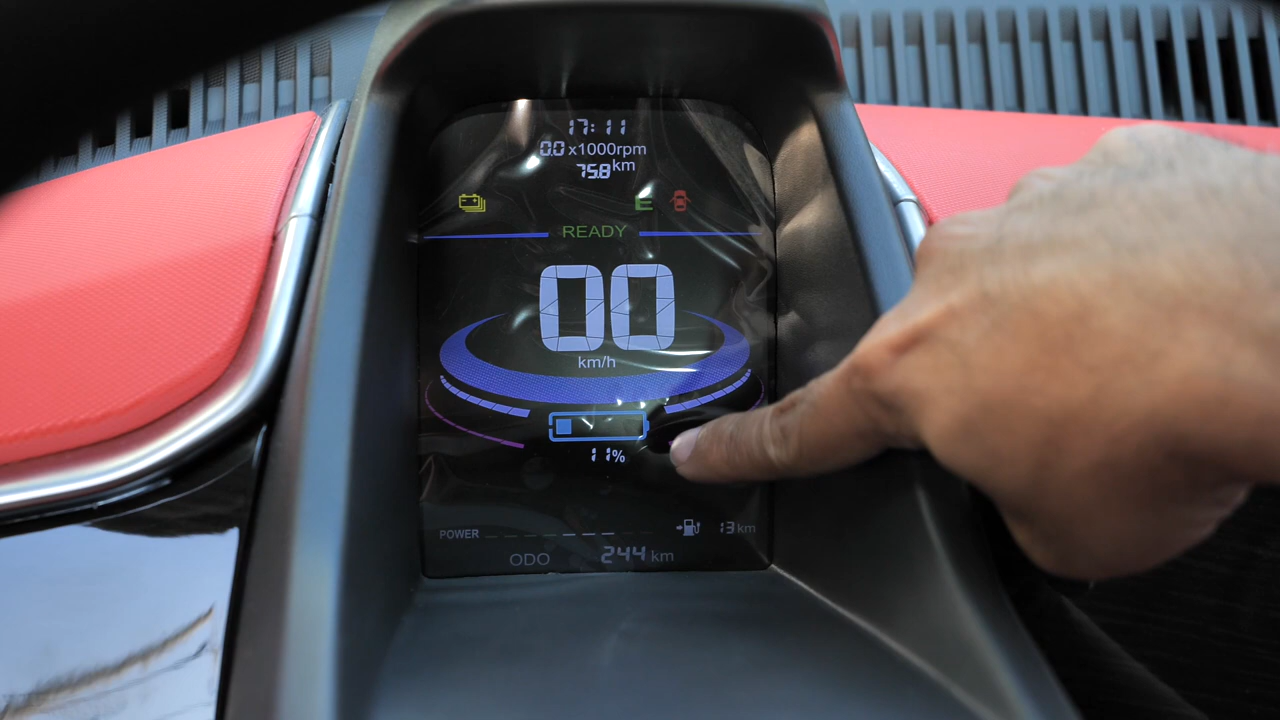 17:11
0.0 x1000rpm
75.8 km
E
READY
00
km/h
11%
POWER
13 km
ODO 244 km